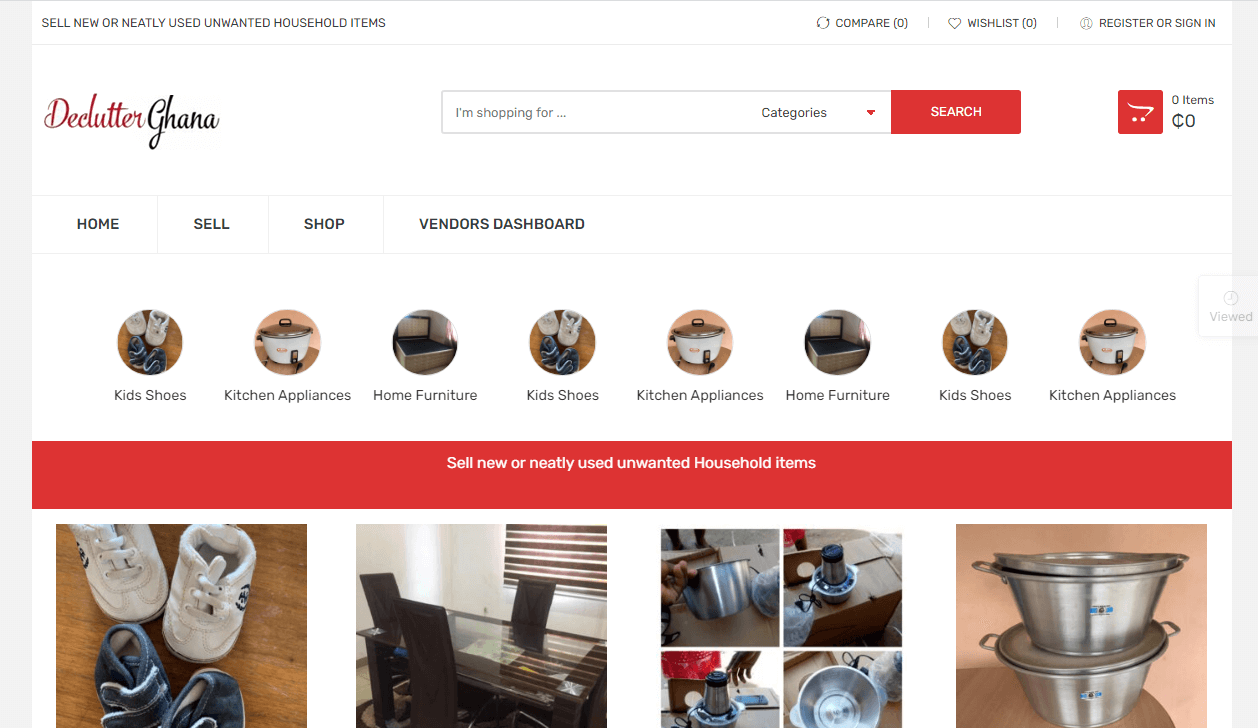 SELL NEW OR NEATLY USED UNWANTED HOUSEHOLD ITEMS
COMPARE (0)
WISHLIST (0)
REGISTER OR SIGN IN
Declutter Ghana
I'm shopping for ...
Categories
SEARCH
0 Items
₵0
HOME
SELL
SHOP
VENDORS DASHBOARD
Viewed
Kids Shoes
Kitchen Appliances
Home Furniture
Kids Shoes
Kitchen Appliances
Home Furniture
Kids Shoes
Kitchen Appliances
Sell new or neatly used unwanted Household items